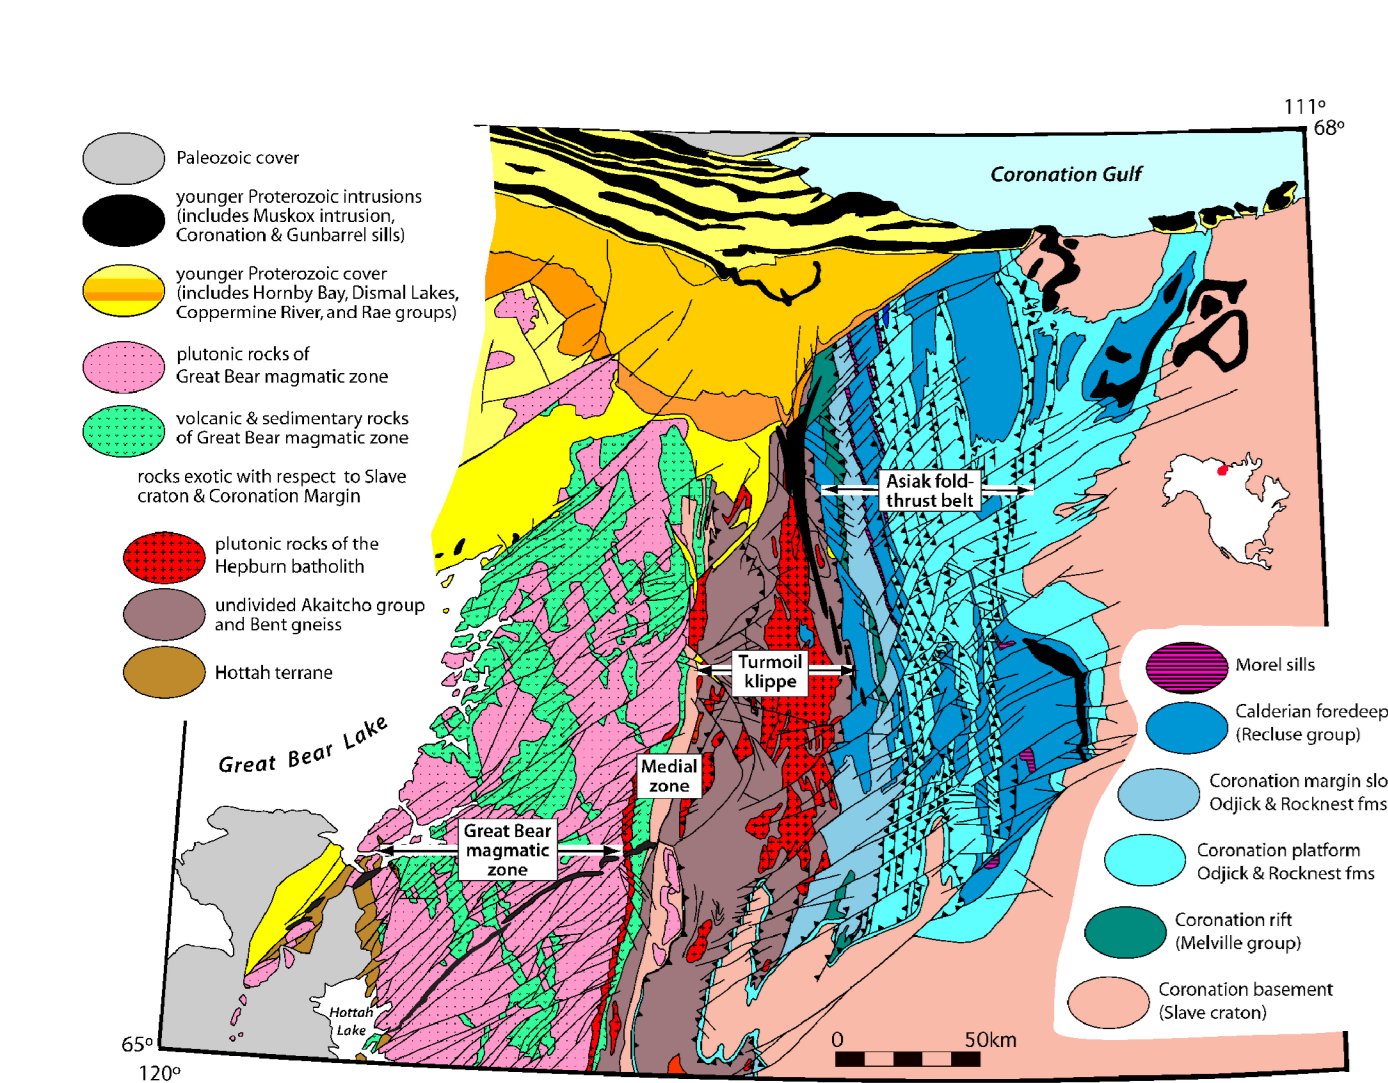 111º
68º
Coronation Gulf
Paleozoic cover
younger Proterozoic intrusions
(includes Muskox intrusion,
Coronation & Gunbarrel sills)
younger Proterozoic cover
(includes Hornby Bay, Dismal Lakes,
Coppermine River, and Rae groups)
plutonic rocks of
Great Bear magmatic zone
volcanic & sedimentary rocks
of Great Bear magmatic zone
rocks exotic with respect to Slave
craton & Coronation Margin
plutonic rocks of the
Hepburn batholith
undivided Akaitcho group
and Bent gneiss
Hottah terrane
Asiak fold-
thrust belt
Turmoil
klippe
Medial
zone
Great Bear
magmatic
zone
Great Bear Lake
Hottah
Lake
Morel sills
Calderian foredeep
(Recluse group)
Coronation margin slo
Odjick & Rocknest fms
Coronation platform
Odjick & Rocknest fms
Coronation rift
(Melville group)
Coronation basement
(Slave craton)
0 50km
65º
120º